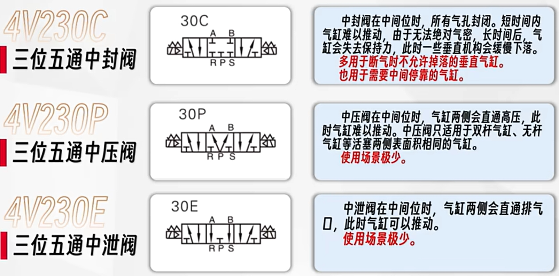 4V230C
三位五通中封阀
30C
A B
R P S
中封阀在中间位时，所有气孔封闭。短时间内
气缸难以推动，由于无法绝对气密，长时间后，气
缸会失去保持力，此时一些垂直机构会缓慢下落。
多用于断气时不允许掉落的垂直气缸。
也用于需要中间停靠的气缸。
4V230P
三位五通中压阀
30P
A B
R P S
中压阀在中间位时，气缸两侧会直通高压，此
时气缸难以推动。中压阀只适用于双杆气缸、无杆
气缸等活塞两侧表面积相同的气缸。
使用场景极少。
4V230E
三位五通中泄阀
30E
A B
R P S
中泄阀在中间位时，气缸两侧会直通排气
口，此时气缸可以推动。
使用场景极少。